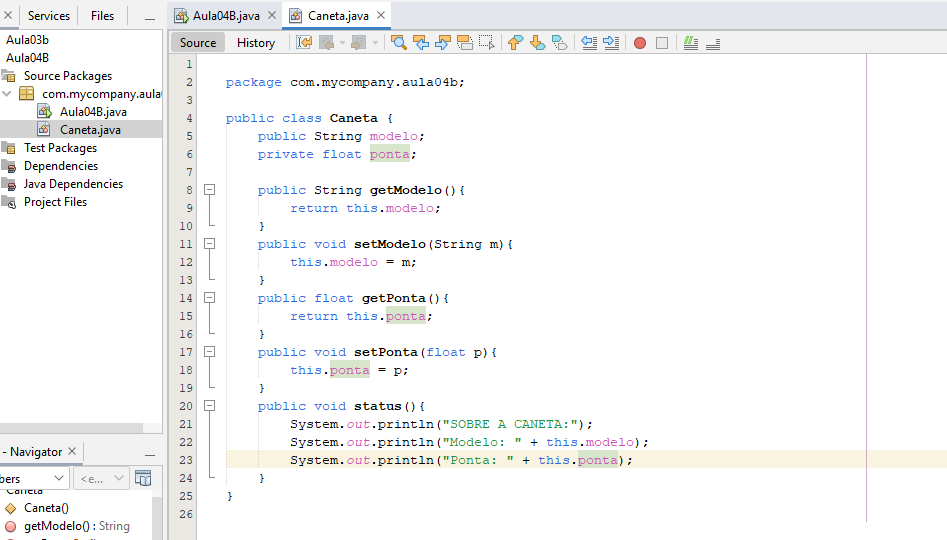 Services Files
Aula04B.java Caneta.java
Source History
Aula03b
Aula04B
Source Packages
com.mycompany.aula
Aula04B.java
Caneta.java
Test Packages
Dependencies
Java Dependencies
Project Files
- Navigator
bers <e...
Caneta
Caneta()
getModelo() : String
1
2 package com.mycompany.aula04b;
3
4 public class Caneta {
5 public String modelo;
6 private float ponta;
7
8 public String getModelo(){
9 return this.modelo;
10 }
11 public void setModelo(String m){
12 this.modelo = m;
13 }
14 public float getPonta(){
15 return this.ponta;
16 }
17 public void setPonta(float p){
18 this.ponta = p;
19 }
20 public void status(){
21 System.out.println("SOBRE A CANETA:");
22 System.out.println("Modelo: " + this.modelo);
23 System.out.println("Ponta: " + this.ponta);
24 }
25 }
26